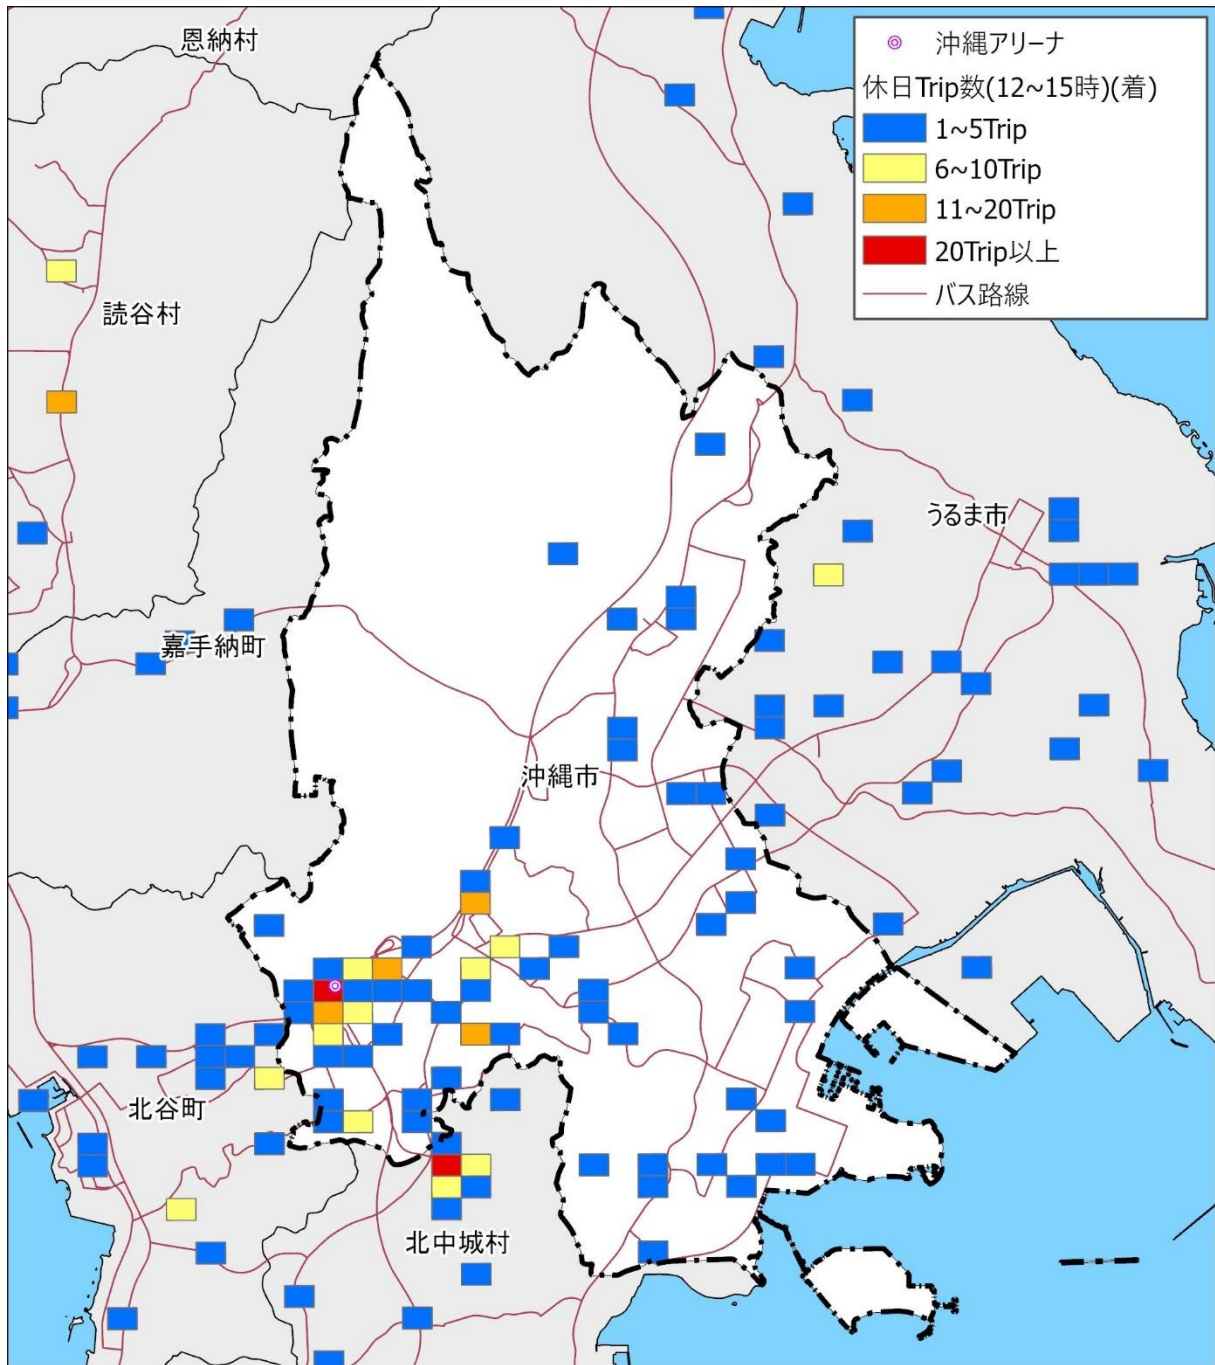 恩納村
沖縄アリーナ
休日Trip数(12~15時)(着)
1~5Trip
6~10Trip
11~20Trip
20Trip以上
バス路線
読谷村
うるま市
嘉手納町
沖縄市
北谷町
北中城村